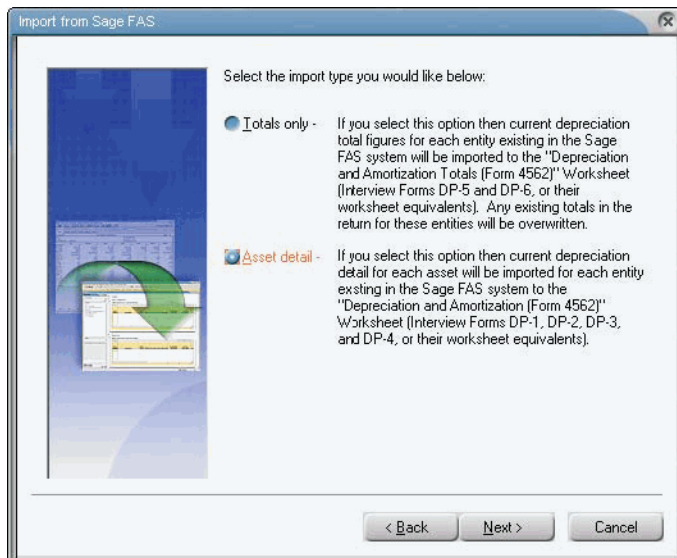 Import from Sage FAS
Select the import type you would like below:
Totals only - If you select this option then current depreciation
total figures for each entity existing in the Sage
FAS system will be imported to the "Depreciation
and Amortization Totals (Form 4562)" Worksheet
(Interview Forms DP-5 and DP-6, or their
worksheet equivalents). Any existing totals in the
return for these entities will be overwritten.
Asset detail - If you select this option then current depreciation
detail for each asset will be imported for each entity
exsting in the Sage FAS system to the
"Depreciation and Amortization (Form 4562)"
Worksheet (Interview Forms DP-1, DP-2, DP-3,
and DP-4, or their worksheet equivalents).
< Back
Next >
Cancel